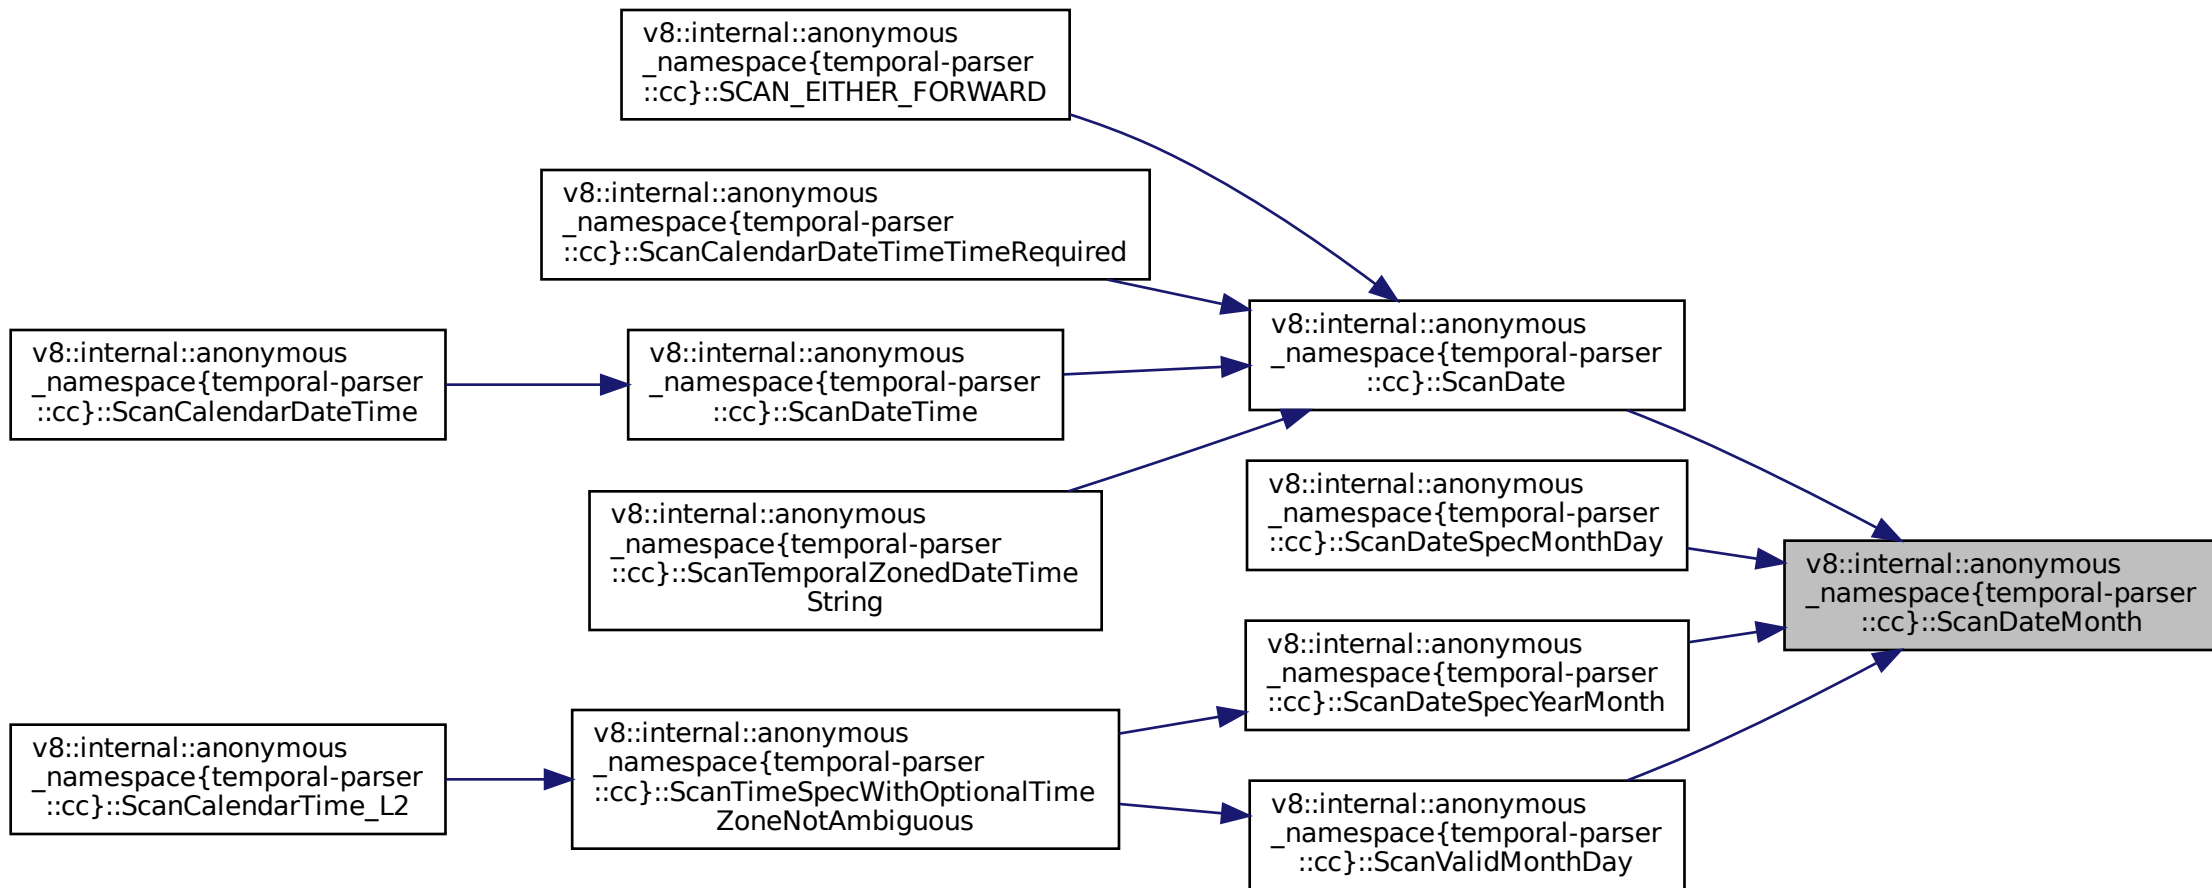 v8::internal::anonymous
_namespace{temporal-parser
::cc}::SCAN_EITHER_FORWARD
v8::internal::anonymous
_namespace{temporal-parser
::cc}::ScanCalendarDateTimeTimeRequired
v8::internal::anonymous
_namespace{temporal-parser
::cc}::ScanCalendarDateTime
v8::internal::anonymous
_namespace{temporal-parser
::cc}::ScanDateTime
v8::internal::anonymous
_namespace{temporal-parser
::cc}::ScanDate
v8::internal::anonymous
_namespace{temporal-parser
::cc}::ScanTemporalZonedDateTime
String
v8::internal::anonymous
_namespace{temporal-parser
::cc}::ScanDateSpecMonthDay
v8::internal::anonymous
_namespace{temporal-parser
::cc}::ScanDateMonth
v8::internal::anonymous
_namespace{temporal-parser
::cc}::ScanDateSpecYearMonth
v8::internal::anonymous
_namespace{temporal-parser
::cc}::ScanCalendarTime_L2
v8::internal::anonymous
_namespace{temporal-parser
::cc}::ScanTimeSpecWithOptionalTime
ZoneNotAmbiguous
v8::internal::anonymous
_namespace{temporal-parser
::cc}::ScanValidMonthDay